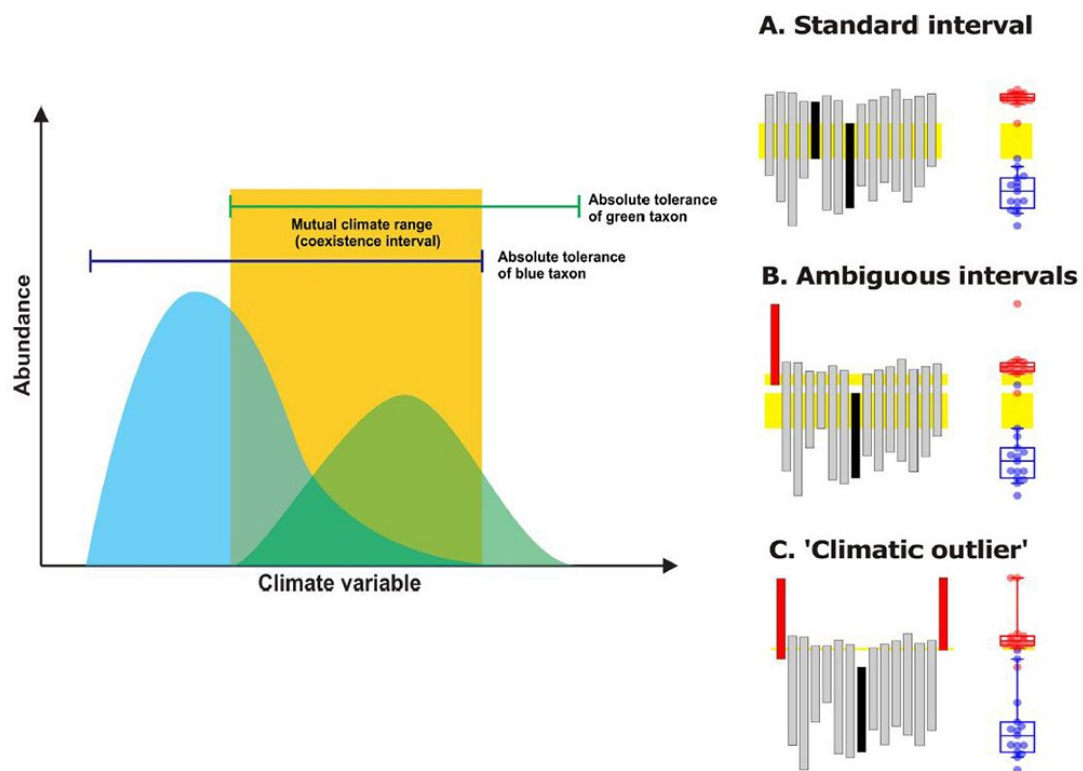 A. Standard interval
Absolute tolerance
of green taxon
Mutual climate range
(coexistence interval)
Absolute tolerance
of blue taxon
Abundance
Climate variable
B. Ambiguous intervals
C. 'Climatic outlier'